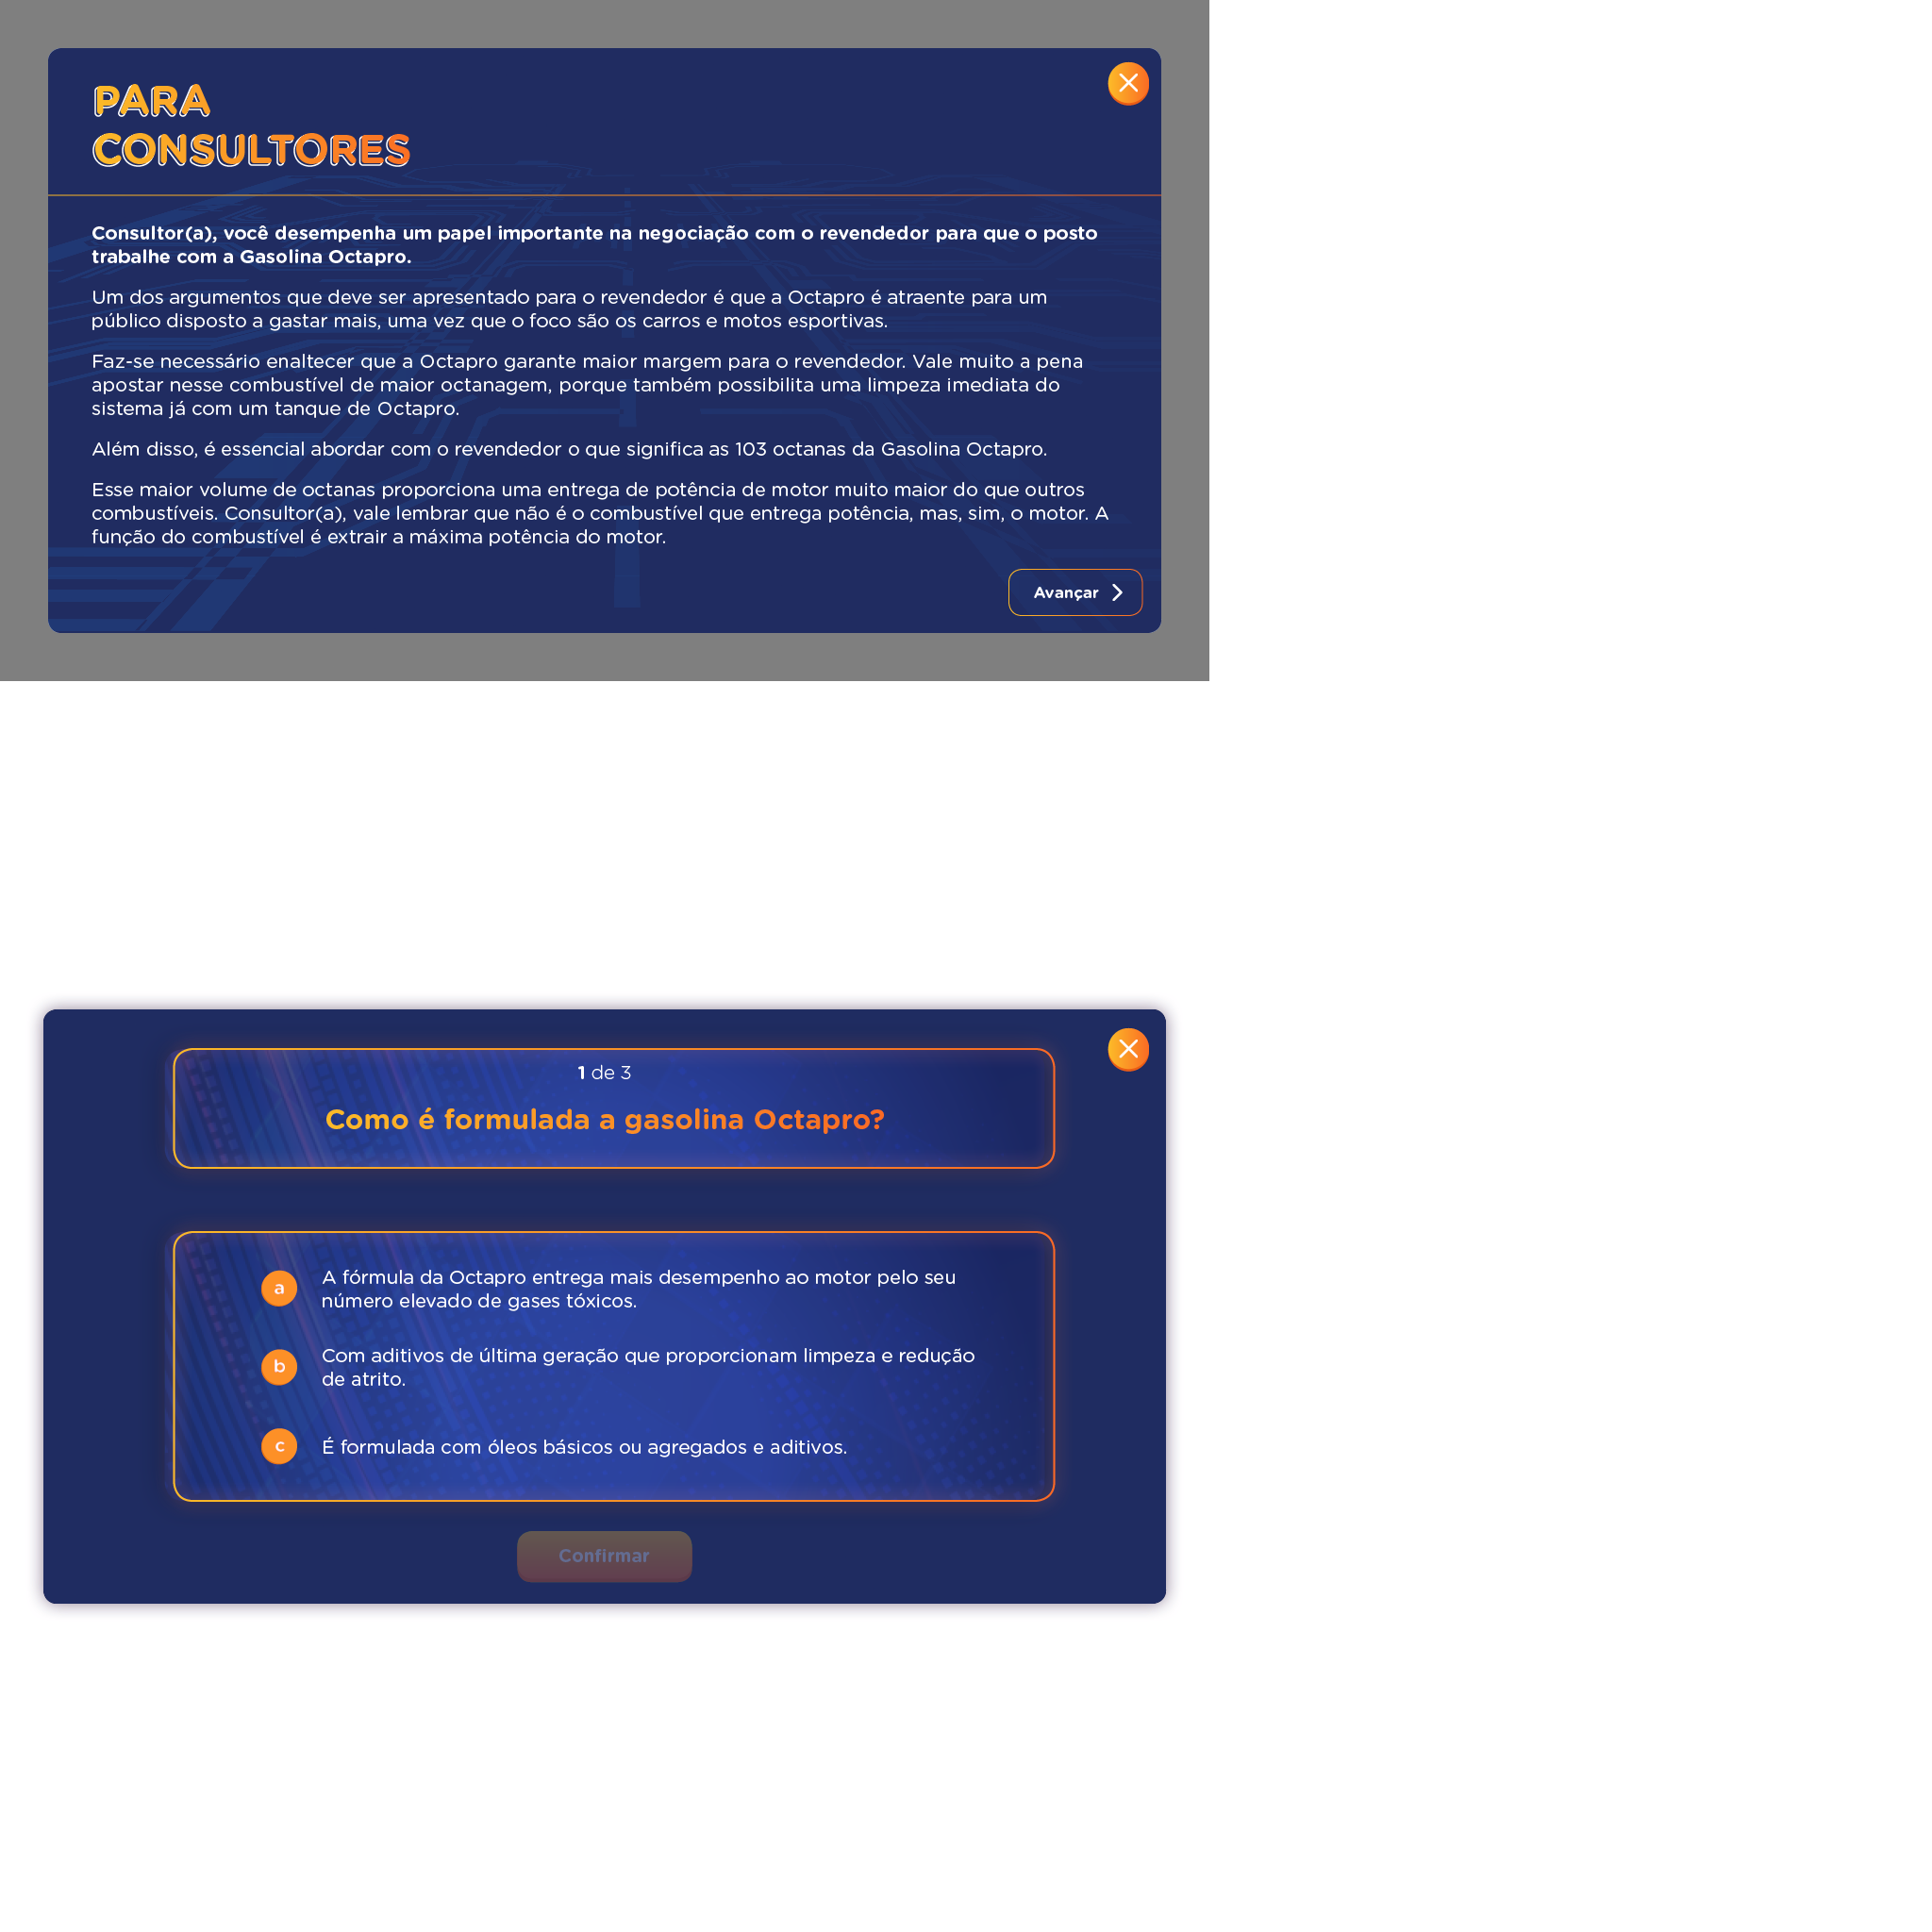 PARA
CONSULTORES
Consultor(a), você desempenha um papel importante na negociação com o revendedor para que o posto
trabalhe com a Gasolina Octapro.
Um dos argumentos que deve ser apresentado para o revendedor é que a Octapro é atraente para um
público disposto a gastar mais, uma vez que o foco são os carros e motos esportivas.
Faz-se necessário enaltecer que a Octapro garante maior margem para o revendedor. Vale muito a pena
apostar nesse combustível de maior octanagem, porque também possibilita uma limpeza imediata do
sistema já com um tanque de Octapro.
Além disso, é essencial abordar com o revendedor o que significa as 103 octanas da Gasolina Octapro.
Esse maior volume de octanas proporciona uma entrega de potência de motor muito maior do que outros
combustíveis. Consultor(a), vale lembrar que não é o combustível que entrega potência, mas, sim, o motor. A
função do combustível é extrair a máxima potência do motor.
Avançar
1 de 3
Como é formulada a gasolina Octapro?
a A fórmula da Octapro entrega mais desempenho ao motor pelo seu
número elevado de gases tóxicos.
b Com aditivos de última geração que proporcionam limpeza e redução
de atrito.
c É formulada com óleos básicos ou agregados e aditivos.
Confirmar